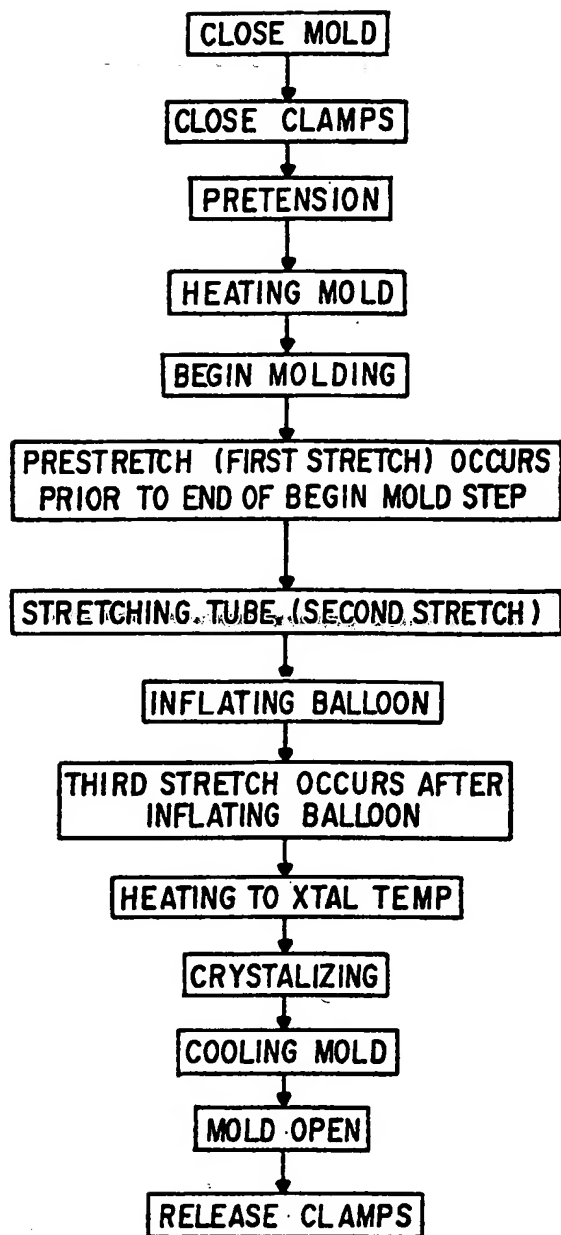 CLOSE MOLD
CLOSE CLAMPS
PRETENSION
HEATING MOLD
BEGIN MOLDING
PRESTRETCH (FIRST STRETCH) OCCURS
PRIOR TO END OF BEGIN MOLD STEP
STRETCHING TUBE (SECOND STRETCH)
INFLATING BALLOON
THIRD STRETCH OCCURS AFTER
INFLATING BALLOON
HEATING TO XTAL TEMP
CRYSTALIZING
COOLING MOLD
MOLD OPEN
RELEASE CLAMPS